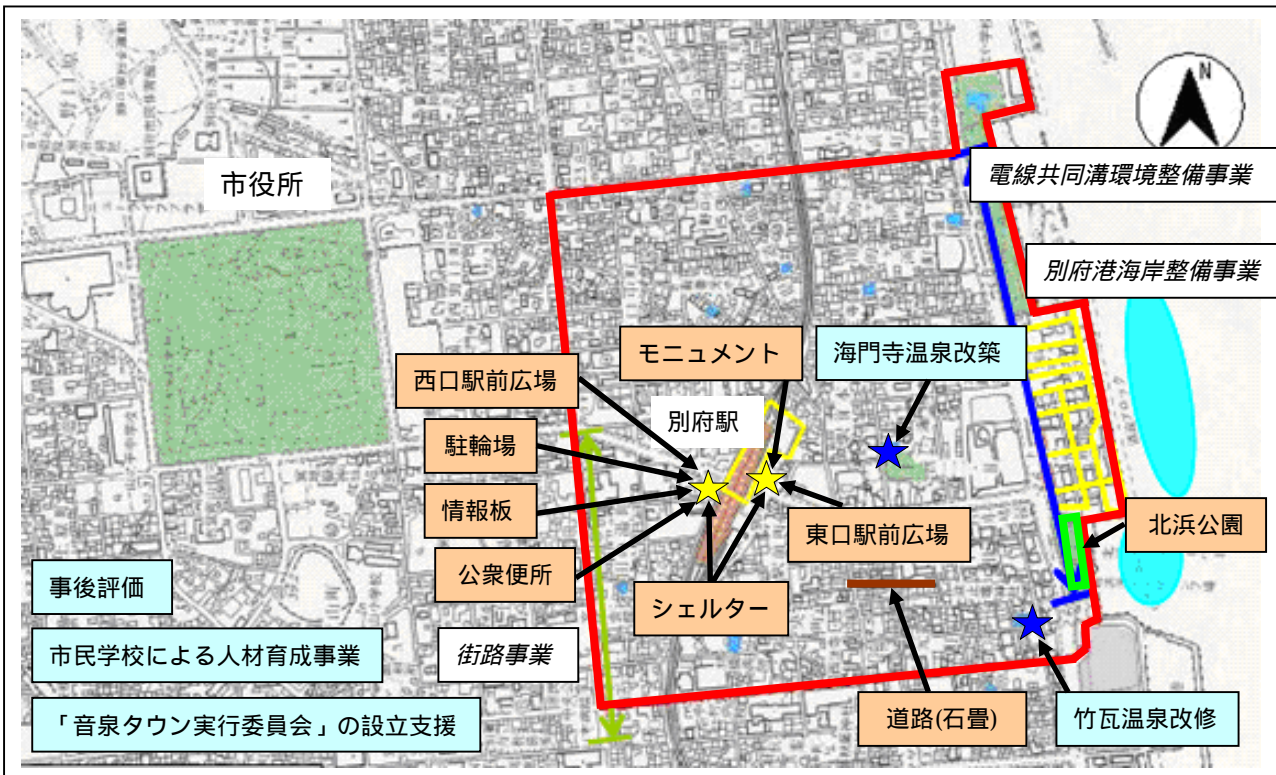 N
市役所
電線共同溝環境整備事業
別府港海岸整備事業
モニュメント
海門寺温泉改築
西口駅前広場
別府駅
駐輪場
情報板
東口駅前広場
北浜公園
公衆便所
シェルター
事後評価
市民学校による人材育成事業
街路事業
「音泉タウン実行委員会」の設立支援
道路(石畳)
竹瓦温泉改修